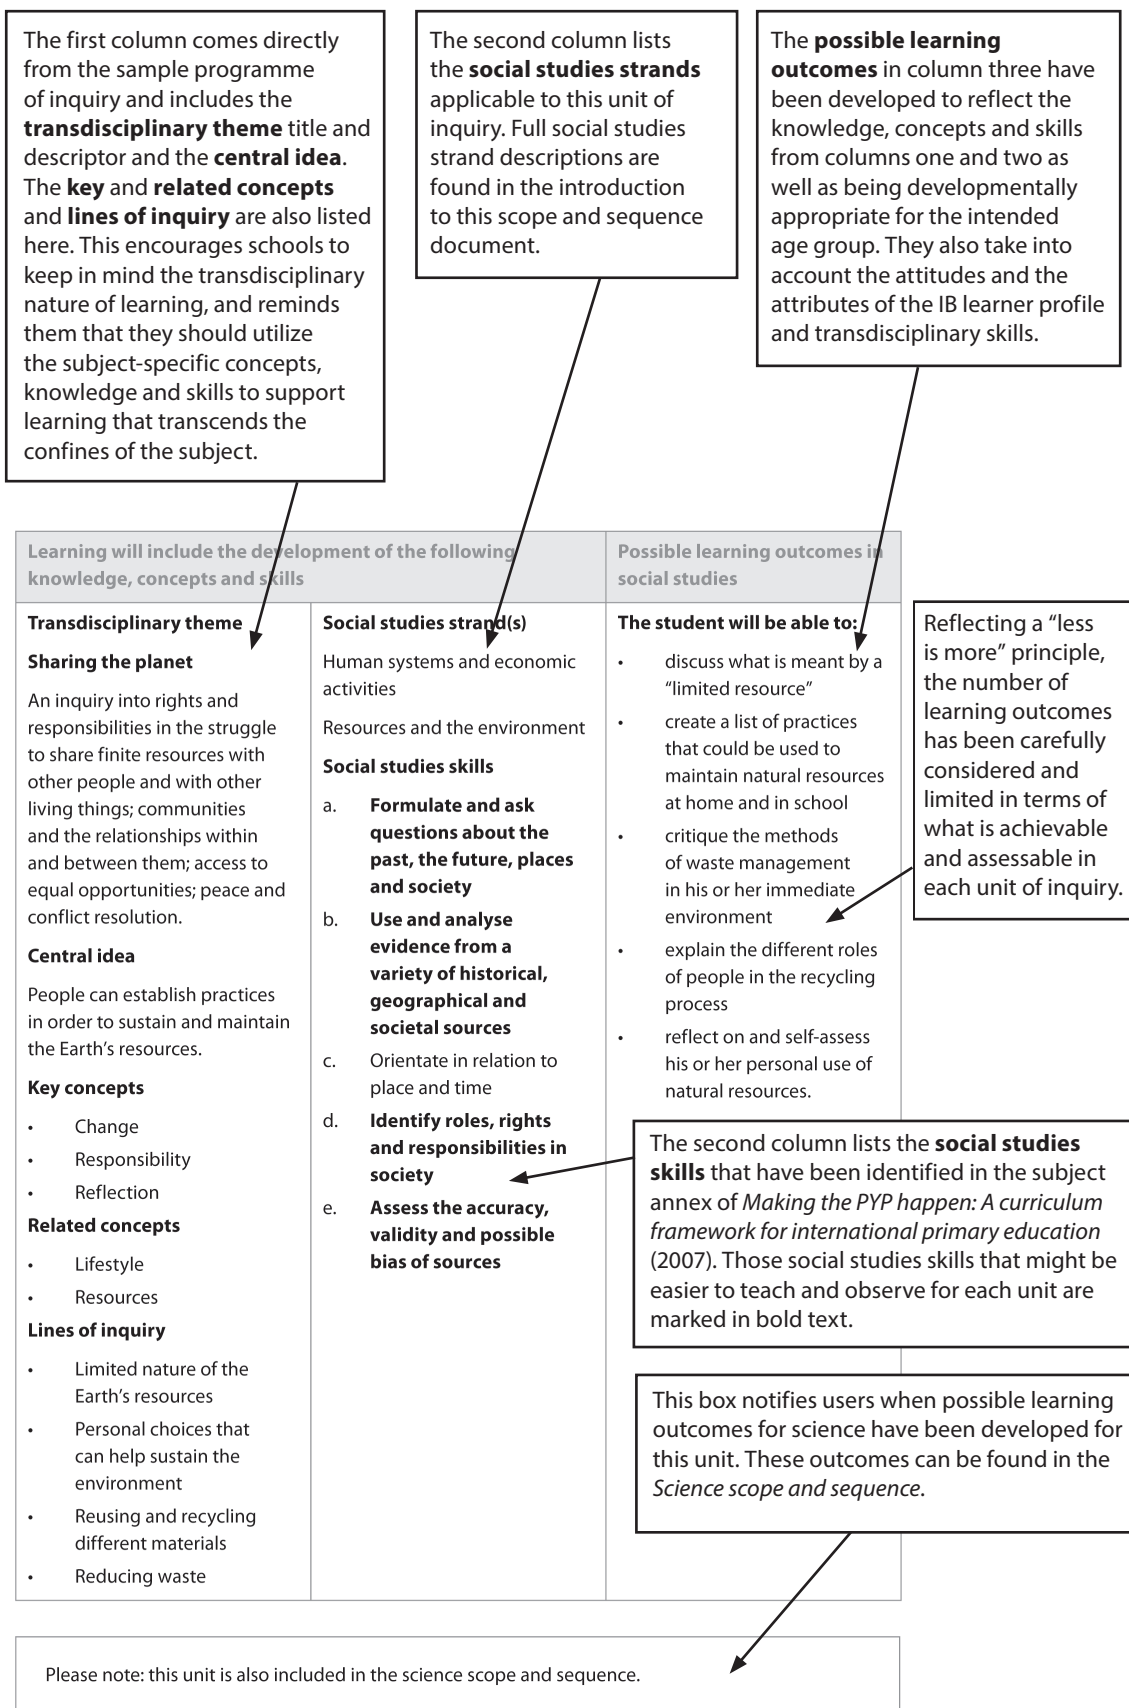 The first column comes directly
from the sample programme
of inquiry and includes the
transdisciplinary theme title and
descriptor and the central idea.
The key and related concepts
and lines of inquiry are also listed
here. This encourages schools to
keep in mind the transdisciplinary
nature of learning, and reminds
them that they should utilize
the subject-specific concepts,
knowledge and skills to support
learning that transcends the
confines of the subject.
The second column lists
the social studies strands
applicable to this unit of
inquiry. Full social studies
strand descriptions are
found in the introduction
to this scope and sequence
document.
The possible learning
outcomes in column three have
been developed to reflect the
knowledge, concepts and skills
from columns one and two as
well as being developmentally
appropriate for the intended
age group. They also take into
account the attitudes and the
attributes of the IB learner profile
and transdisciplinary skills.
Learning will include the development of the following
knowledge, concepts and skills
Possible learning outcomes in
social studies
Transdisciplinary theme
Sharing the planet
An inquiry into rights and
responsibilities in the struggle
to share finite resources with
other people and with other
living things; communities
and the relationships within
and between them; access to
equal opportunities; peace and
conflict resolution.
Central idea
People can establish practices
in order to sustain and maintain
the Earth's resources.
Key concepts
• Change
• Responsibility
• Reflection
Related concepts
• Lifestyle
• Resources
Lines of inquiry
• Limited nature of the
Earth's resources
• Personal choices that
can help sustain the
environment
• Reusing and recycling
different materials
• Reducing waste
Social studies strand(s)
Human systems and economic
activities
Resources and the environment
Social studies skills
a. Formulate and ask
questions about the
past, the future, places
and society
b. Use and analyse
evidence from a
variety of historical,
geographical and
societal sources
c. Orientate in relation to
place and time
d. Identify roles, rights
and responsibilities in
society
e. Assess the accuracy,
validity and possible
bias of sources
The student will be able to:
• discuss what is meant by a
"limited resource"
• create a list of practices
that could be used to
maintain natural resources
at home and in school
• critique the methods
of waste management
in his or her immediate
environment
• explain the different roles
of people in the recycling
process
• reflect on and self-assess
his or her personal use of
natural resources.
Reflecting a "less
is more" principle,
the number of
learning outcomes
has been carefully
considered and
limited in terms of
what is achievable
and assessable in
each unit of inquiry.
The second column lists the social studies
skills that have been identified in the subject
annex of Making the PYP happen: A curriculum
framework for international primary education
(2007). Those social studies skills that might be
easier to teach and observe for each unit are
marked in bold text.
This box notifies users when possible learning
outcomes for science have been developed for
this unit. These outcomes can be found in the
Science scope and sequence.
Please note: this unit is also included in the science scope and sequence.